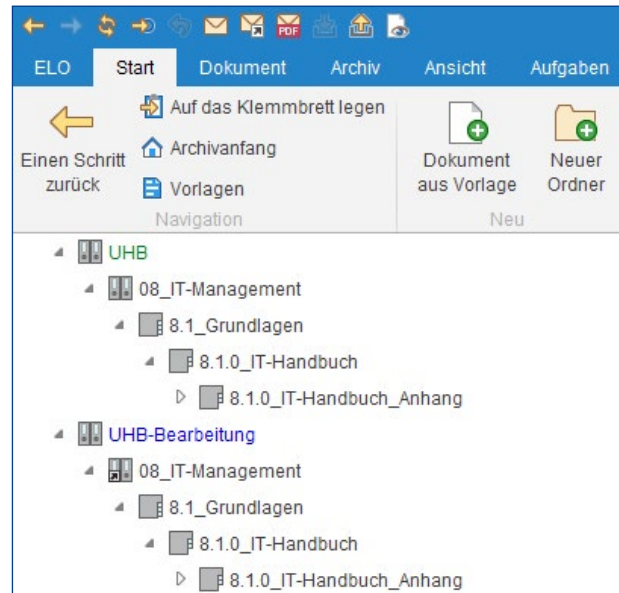 PDF
ELO Start Dokument Archiv Ansicht Aufgaben
Einen Schritt zurück
Auf das Klemmbrett legen
Archivanfang
Vorlagen
Navigation
Dokument aus Vorlage
Neuer Ordner
Neu
UHB
08_IT-Management
8.1_Grundlagen
8.1.0_IT-Handbuch
8.1.0_IT-Handbuch_Anhang
UHB-Bearbeitung
08_IT-Management
8.1_Grundlagen
8.1.0_IT-Handbuch
8.1.0_IT-Handbuch_Anhang